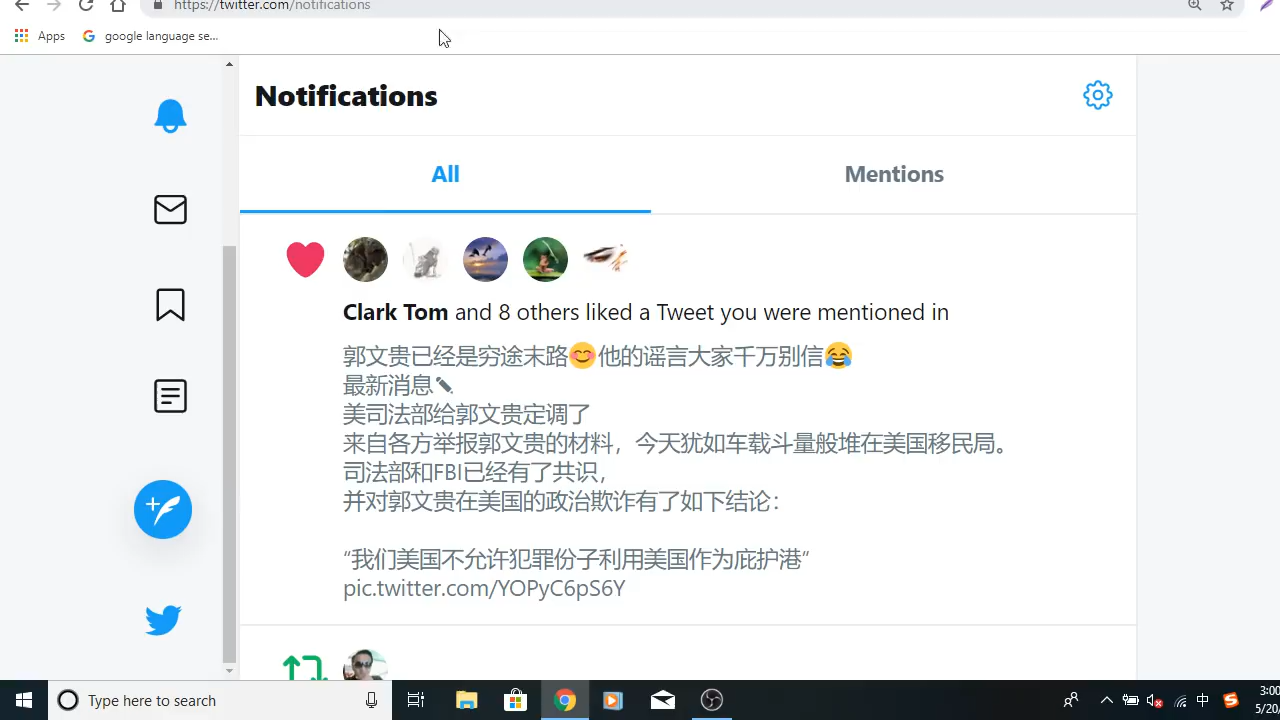 https://twitter.com/notifications
Apps
google language se...
Notifications
All
Mentions
Clark Tom and 8 others liked a Tweet you were mentioned in
郭文贵已经是穷途末路😊他的谣言大家千万别信😂
最新消息✎
美司法部给郭文贵定调了
来自各方举报郭文贵的材料，今天犹如车载斗量般堆在美国移民局。
司法部和FBI已经有了共识，
并对郭文贵在美国的政治欺诈有了如下结论：
“我们美国不允许犯罪份子利用美国作为庇护港”
pic.twitter.com/YOPyC6pS6Y
Type here to search
中
3:00
5/20/